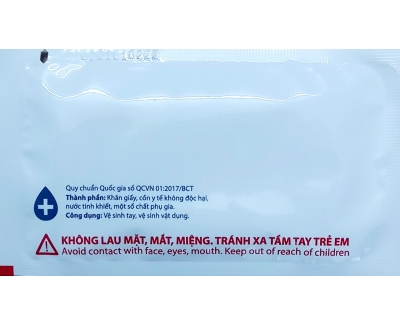 Quy chuẩn Quốc gia số QCVN 01:2017/BCT
Thành phần: Khăn giấy, cồn y tế không độc hại,
nước tinh khiết, một số chất phụ gia.
Công dụng: Vệ sinh tay, vệ sinh vật dụng.
KHÔNG LAU MẶT, MẮT, MIỆNG. TRÁNH XA TẦM TAY TRẺ EM
Avoid contact with face, eyes, mouth. Keep out of reach of children